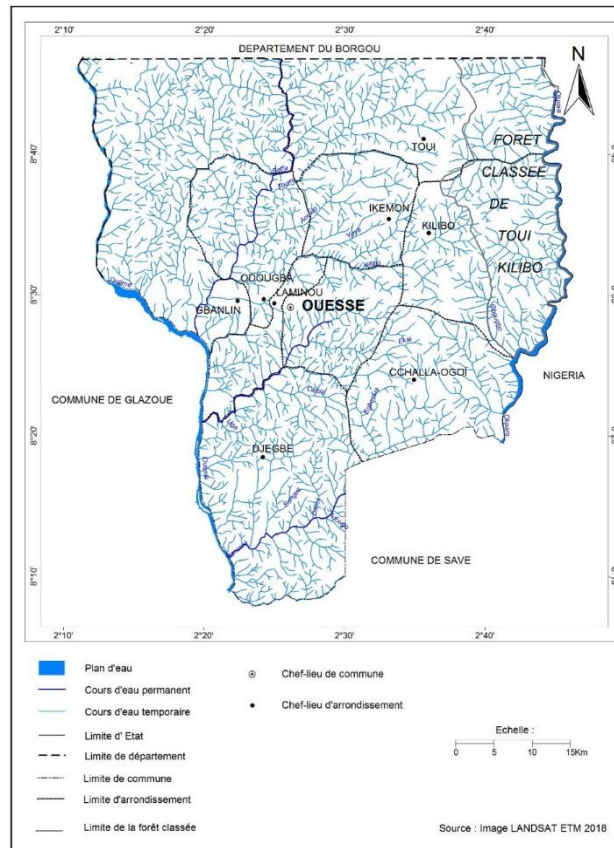 2°10'
2°20'
2°30'
2°40'
DEPARTEMENT DU BORGOU
N
8°40'
TOUI
FORET
CLASSEE
DE
TOUI
KILIBO
IKEMON
KILIBO
8°30'
ODOUGBA
LAMINOU
GBANLIN
OUESSE
NIGERIA
CCHALLA-OGOÏ
COMMUNE DE GLAZOUE
8°20'
DJEGBE
8°10'
COMMUNE DE SAVE
2°10'
2°20'
2°30'
2°40'
Plan d'eau
Cours d'eau permanent
Cours d'eau temporaire
Limite d' Etat
Limite de département
Limite de commune
Limite d'arrondissement
Limite de la forêt classée
Chef-lieu de commune
Chef-lieu d'arrondissement
Echelle :
0 5 10 15Km
Source : Image LANDSAT ETM 2018